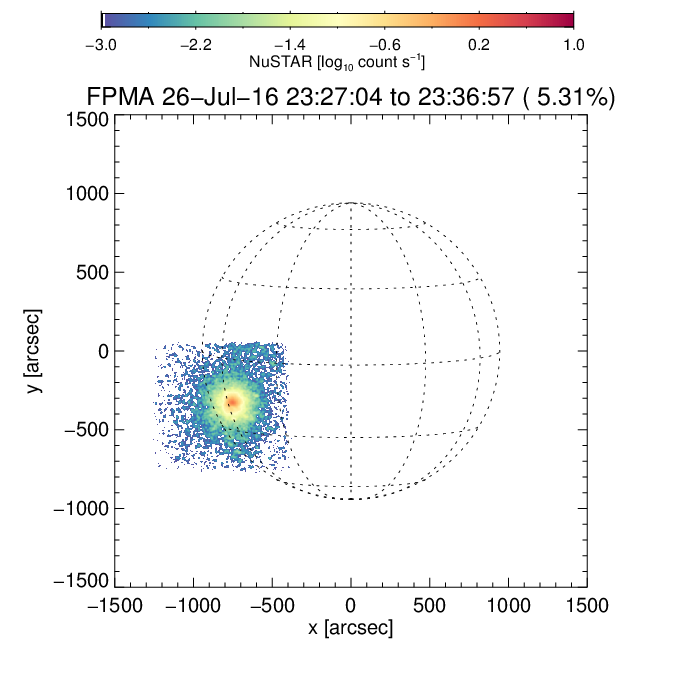 −3.0 −2.2 −1.4 −0.6 0.2 1.0
NuSTAR [log₁₀ count s⁻¹]
FPMA 26−Jul−16 23:27:04 to 23:36:57 ( 5.31%)
1500
1000
500
0
−500
−1000
−1500
y [arcsec]
−1500 −1000 −500 0 500 1000 1500
x [arcsec]